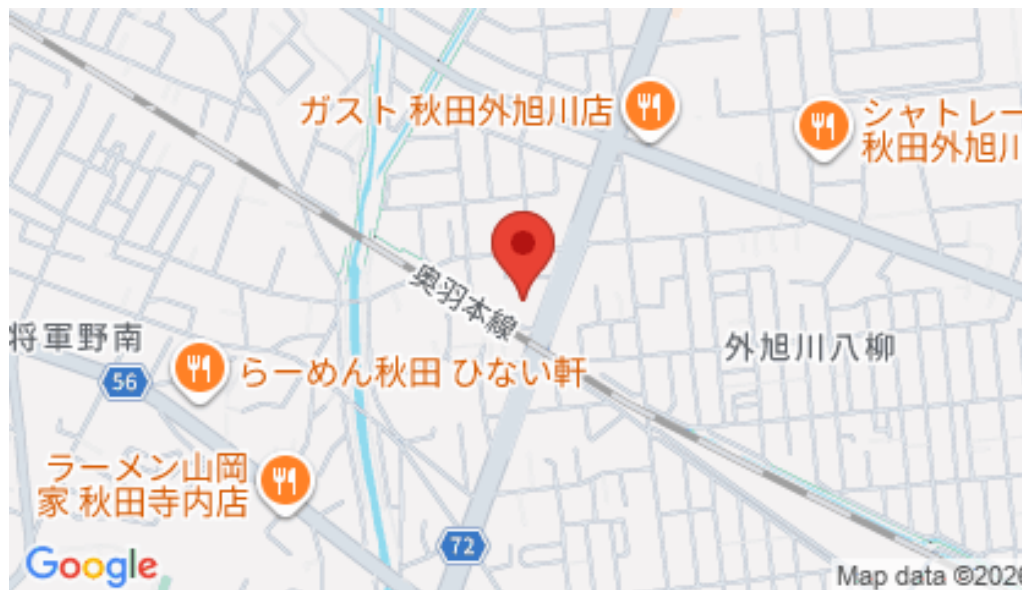 ガスト 秋田外旭川店
シャトレー
秋田外旭川
奥羽本線
将軍野南
外旭川八柳
らーめん秋田 ひない軒
56
ラーメン山岡
家 秋田寺内店
72
Google
Map data ©2026